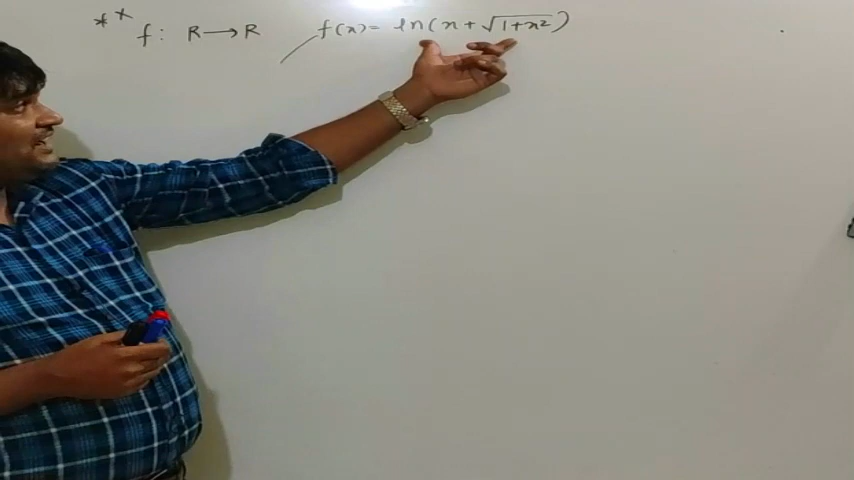 ** f: R→R f(x)= ln(x+√1+x²)